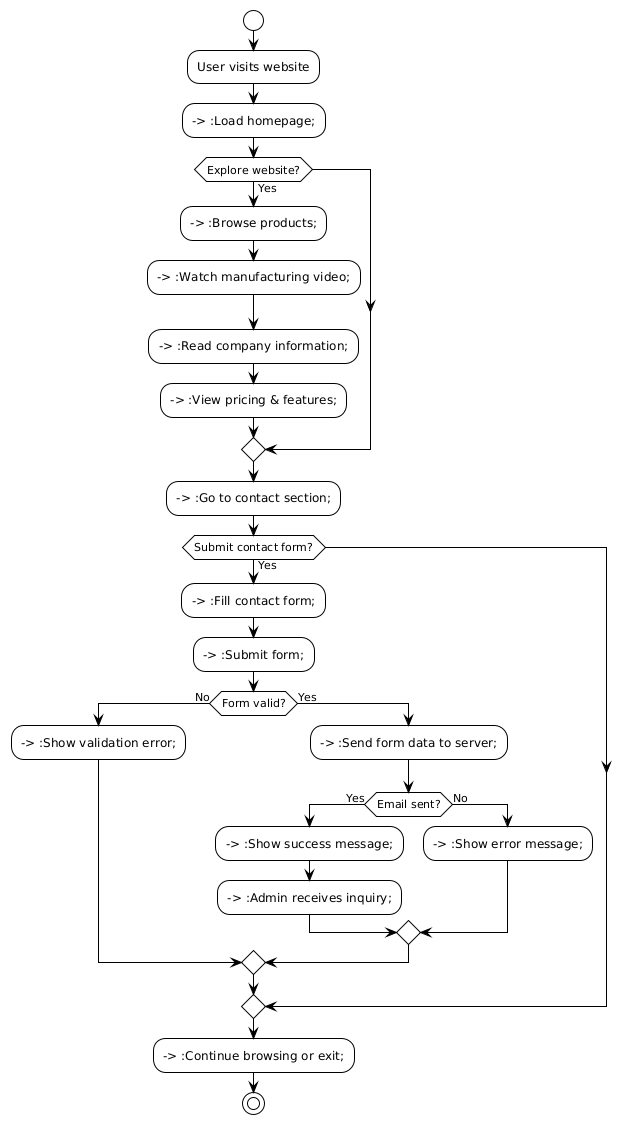 User visits website
-> :Load homepage;
Explore website?
Yes
-> :Browse products;
-> :Watch manufacturing video;
-> :Read company information;
-> :View pricing & features;
-> :Go to contact section;
Submit contact form?
Yes
-> :Fill contact form;
-> :Submit form;
No
Form valid?
Yes
-> :Show validation error;
-> :Send form data to server;
Yes
Email sent?
No
-> :Show success message;
-> :Show error message;
-> :Admin receives inquiry;
-> :Continue browsing or exit;